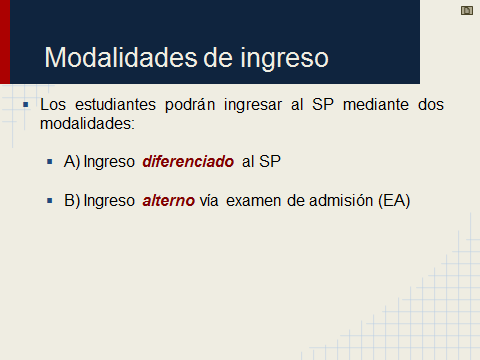 Modalidades de ingreso
Los estudiantes podrán ingresar al SP mediante dos
modalidades:
A) Ingreso diferenciado al SP
B) Ingreso alterno vía examen de admisión (EA)